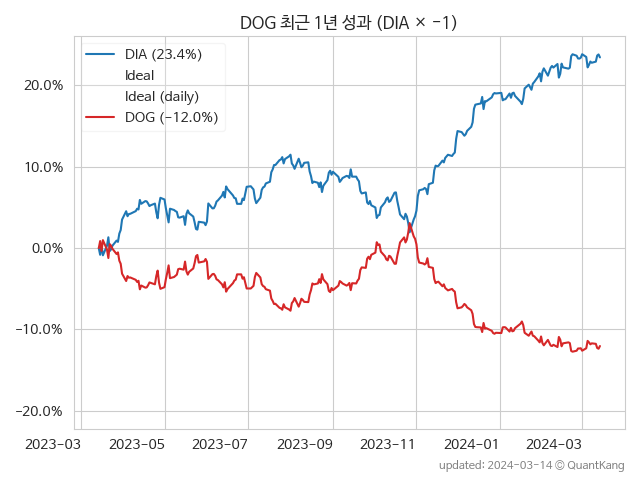 DOG 최근 1년 성과 (DIA × -1)
DIA (23.4%)
Ideal
Ideal (daily)
DOG (-12.0%)
20.0%
10.0%
0.0%
-10.0%
-20.0%
2023-03 2023-05 2023-07 2023-09 2023-11 2024-01 2024-03
updated: 2024-03-14 © QuantKang